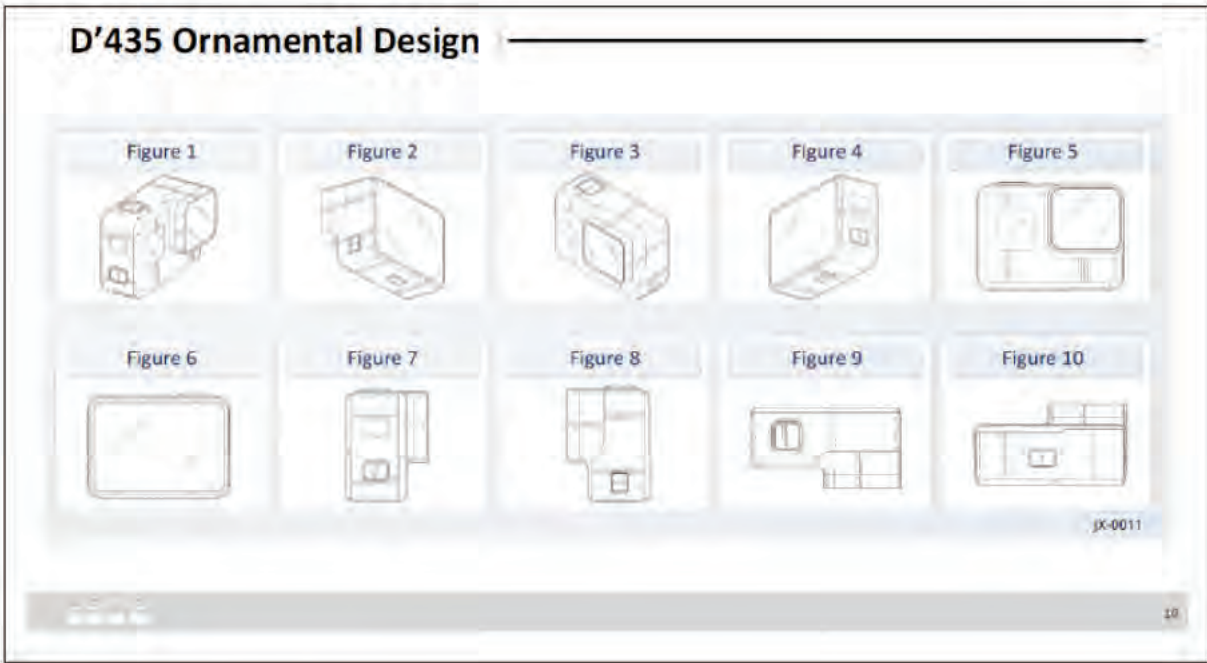 D’435 Ornamental Design
Figure 1
Figure 2
Figure 3
Figure 4
Figure 5
Figure 6
Figure 7
Figure 8
Figure 9
Figure 10
JX-0011